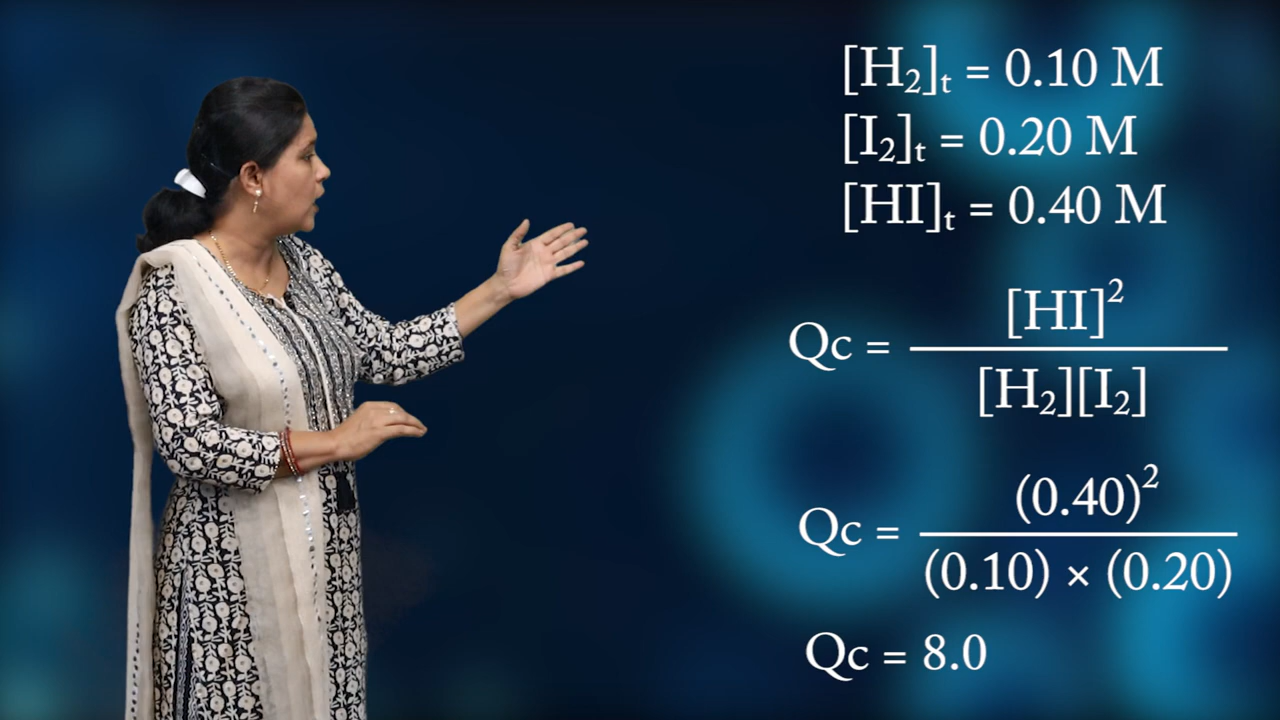 [H₂]ₜ = 0.10 M
[I₂]ₜ = 0.20 M
[HI]ₜ = 0.40 M
[HI]²
Qc =
[H₂][I₂]
(0.40)²
Qc =
(0.10) × (0.20)
Qc = 8.0